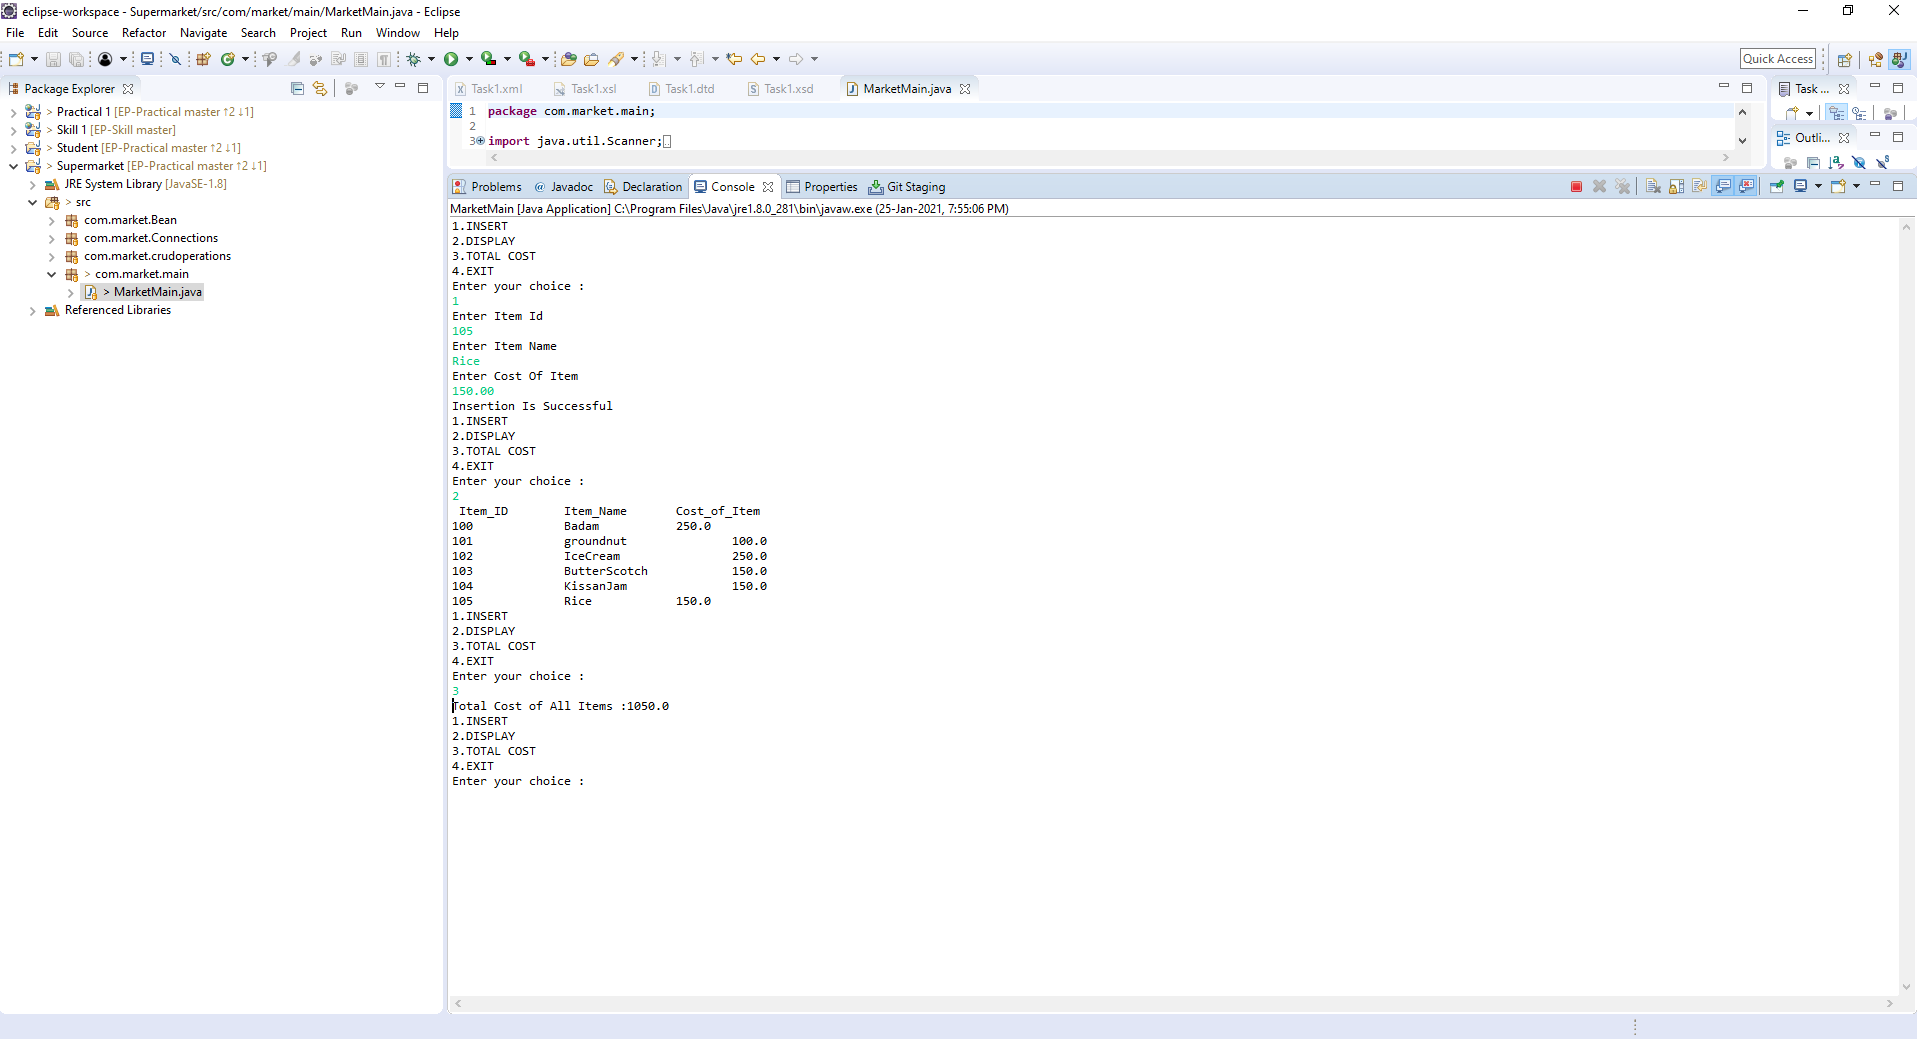 eclipse-workspace - Supermarket/src/com/market/main/MarketMain.java - Eclipse
File Edit Source Refactor Navigate Search Project Run Window Help
Quick Access
Package Explorer
> Practical 1 [EP-Practical master ↑2 ↓1]
> Skill 1 [EP-Skill master]
> Student [EP-Practical master ↑2 ↓1]
> Supermarket [EP-Practical master ↑2 ↓1]
JRE System Library [JavaSE-1.8]
> src
com.market.Bean
com.market.Connections
com.market.crudoperations
> com.market.main
> MarketMain.java
Referenced Libraries
Task1.xml Task1.xsl Task1.dtd Task1.xsd MarketMain.java
1 package com.market.main;
2
3 import java.util.Scanner;
Task ...
Outli...
Problems Javadoc Declaration Console Properties Git Staging
MarketMain [Java Application] C:\Program Files\Java\jre1.8.0_281\bin\javaw.exe (25-Jan-2021, 7:55:06 PM)
1.INSERT
2.DISPLAY
3.TOTAL COST
4.EXIT
Enter your choice :
1
Enter Item Id
105
Enter Item Name
Rice
Enter Cost Of Item
150.00
Insertion Is Successful
1.INSERT
2.DISPLAY
3.TOTAL COST
4.EXIT
Enter your choice :
2
Item_ID Item_Name Cost_of_Item
100 Badam 250.0
101 groundnut 100.0
102 IceCream 250.0
103 ButterScotch 150.0
104 KissanJam 150.0
105 Rice 150.0
1.INSERT
2.DISPLAY
3.TOTAL COST
4.EXIT
Enter your choice :
3
Total Cost of All Items :1050.0
1.INSERT
2.DISPLAY
3.TOTAL COST
4.EXIT
Enter your choice :